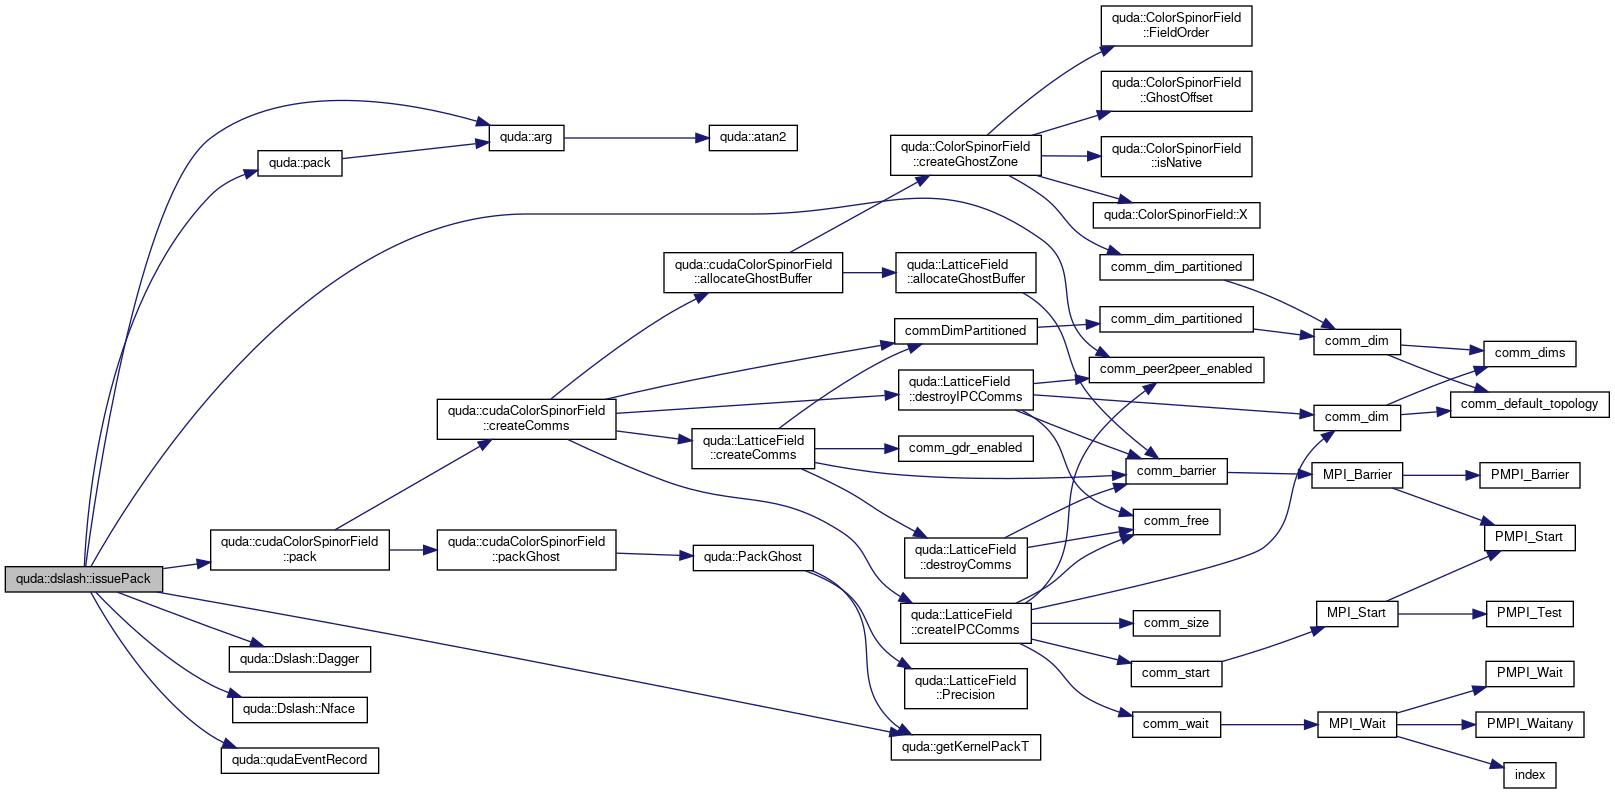 quda::ColorSpinorField
::FieldOrder
quda::ColorSpinorField
::GhostOffset
quda::arg
quda::atan2
quda::pack
quda::ColorSpinorField
::createGhostZone
quda::ColorSpinorField
::isNative
quda::ColorSpinorField::X
quda::cudaColorSpinorField
::allocateGhostBuffer
quda::LatticeField
::allocateGhostBuffer
comm_dim_partitioned
commDimPartitioned
comm_dim_partitioned
comm_dim
comm_dims
comm_peer2peer_enabled
quda::LatticeField
::destroyIPCComms
comm_default_topology
quda::cudaColorSpinorField
::createComms
comm_dim
quda::LatticeField
::createComms
comm_gdr_enabled
comm_barrier
MPI_Barrier
PMPI_Barrier
comm_free
PMPI_Start
quda::cudaColorSpinorField
::pack
quda::cudaColorSpinorField
::packGhost
quda::PackGhost
quda::LatticeField
::destroyComms
quda::dslash::issuePack
quda::LatticeField
::createIPCComms
comm_size
MPI_Start
PMPI_Test
quda::Dslash::Dagger
comm_start
PMPI_Wait
quda::LatticeField
::Precision
quda::Dslash::Nface
comm_wait
MPI_Wait
PMPI_Waitany
quda::qudaEventRecord
quda::getKernelPackT
index